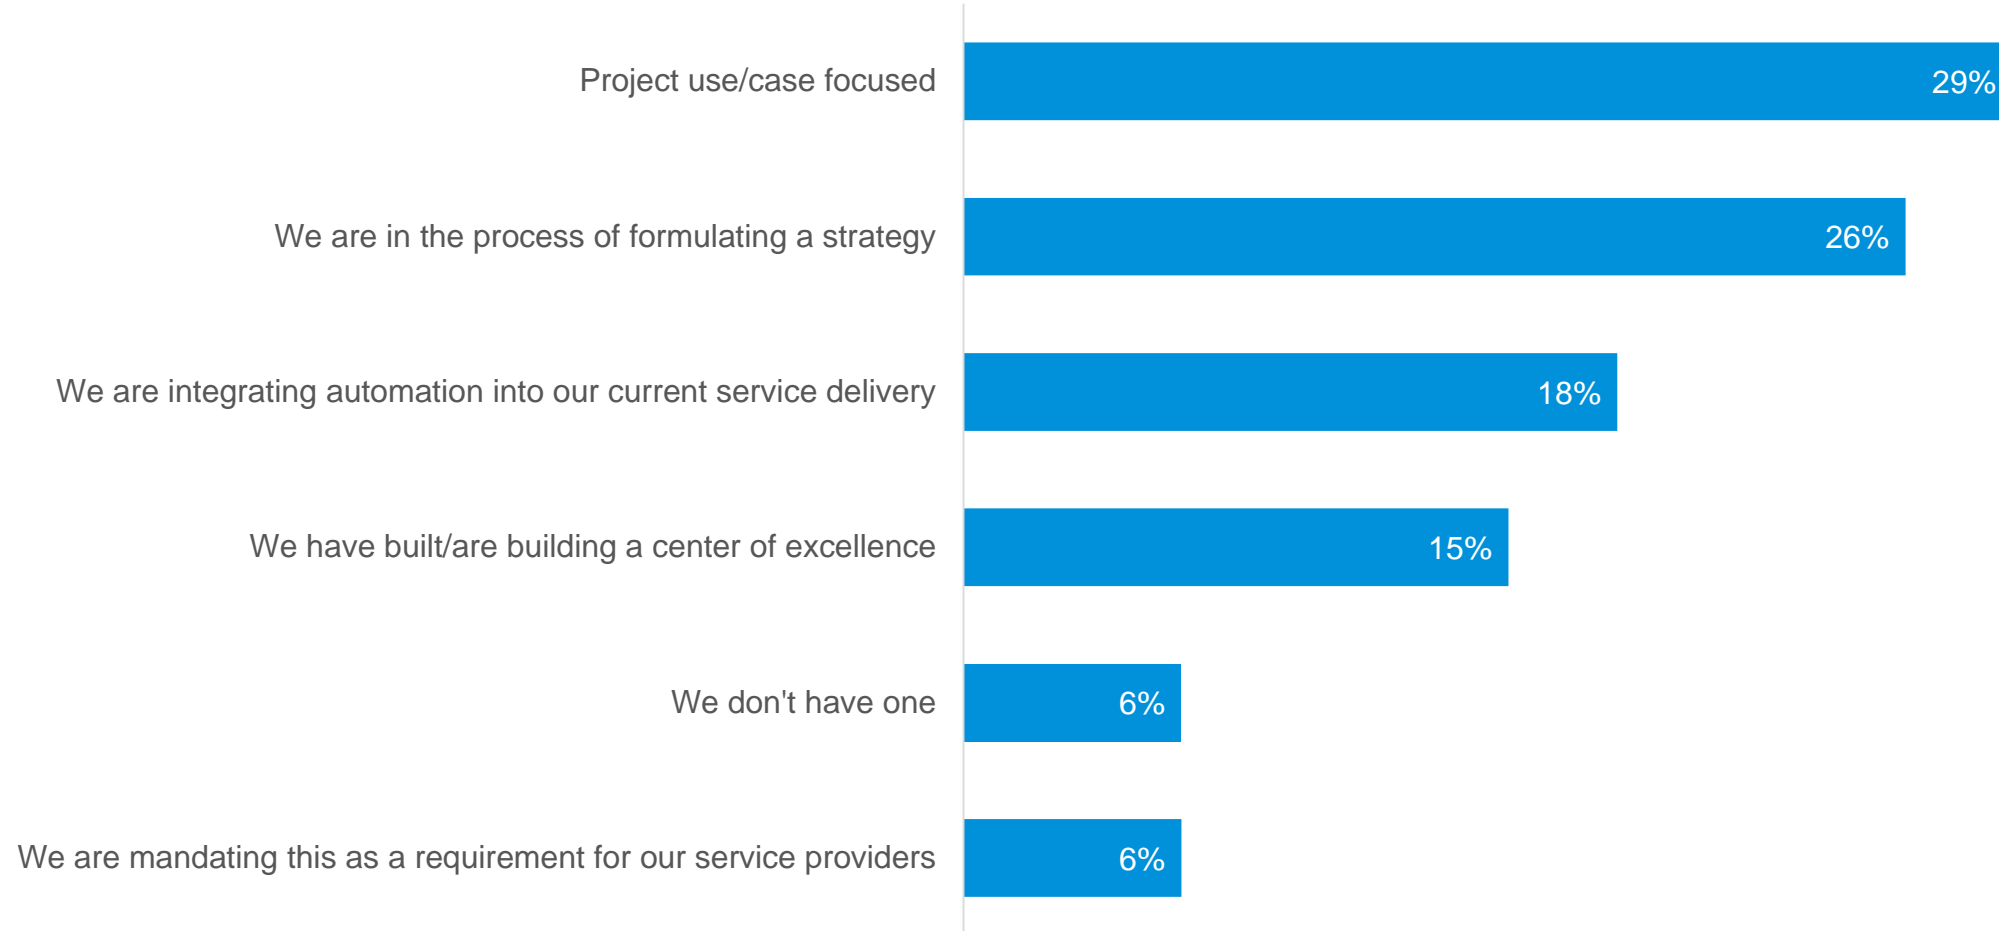 Project use/case focused 29%
We are in the process of formulating a strategy 26%
We are integrating automation into our current service delivery 18%
We have built/are building a center of excellence 15%
We don't have one 6%
We are mandating this as a requirement for our service providers 6%